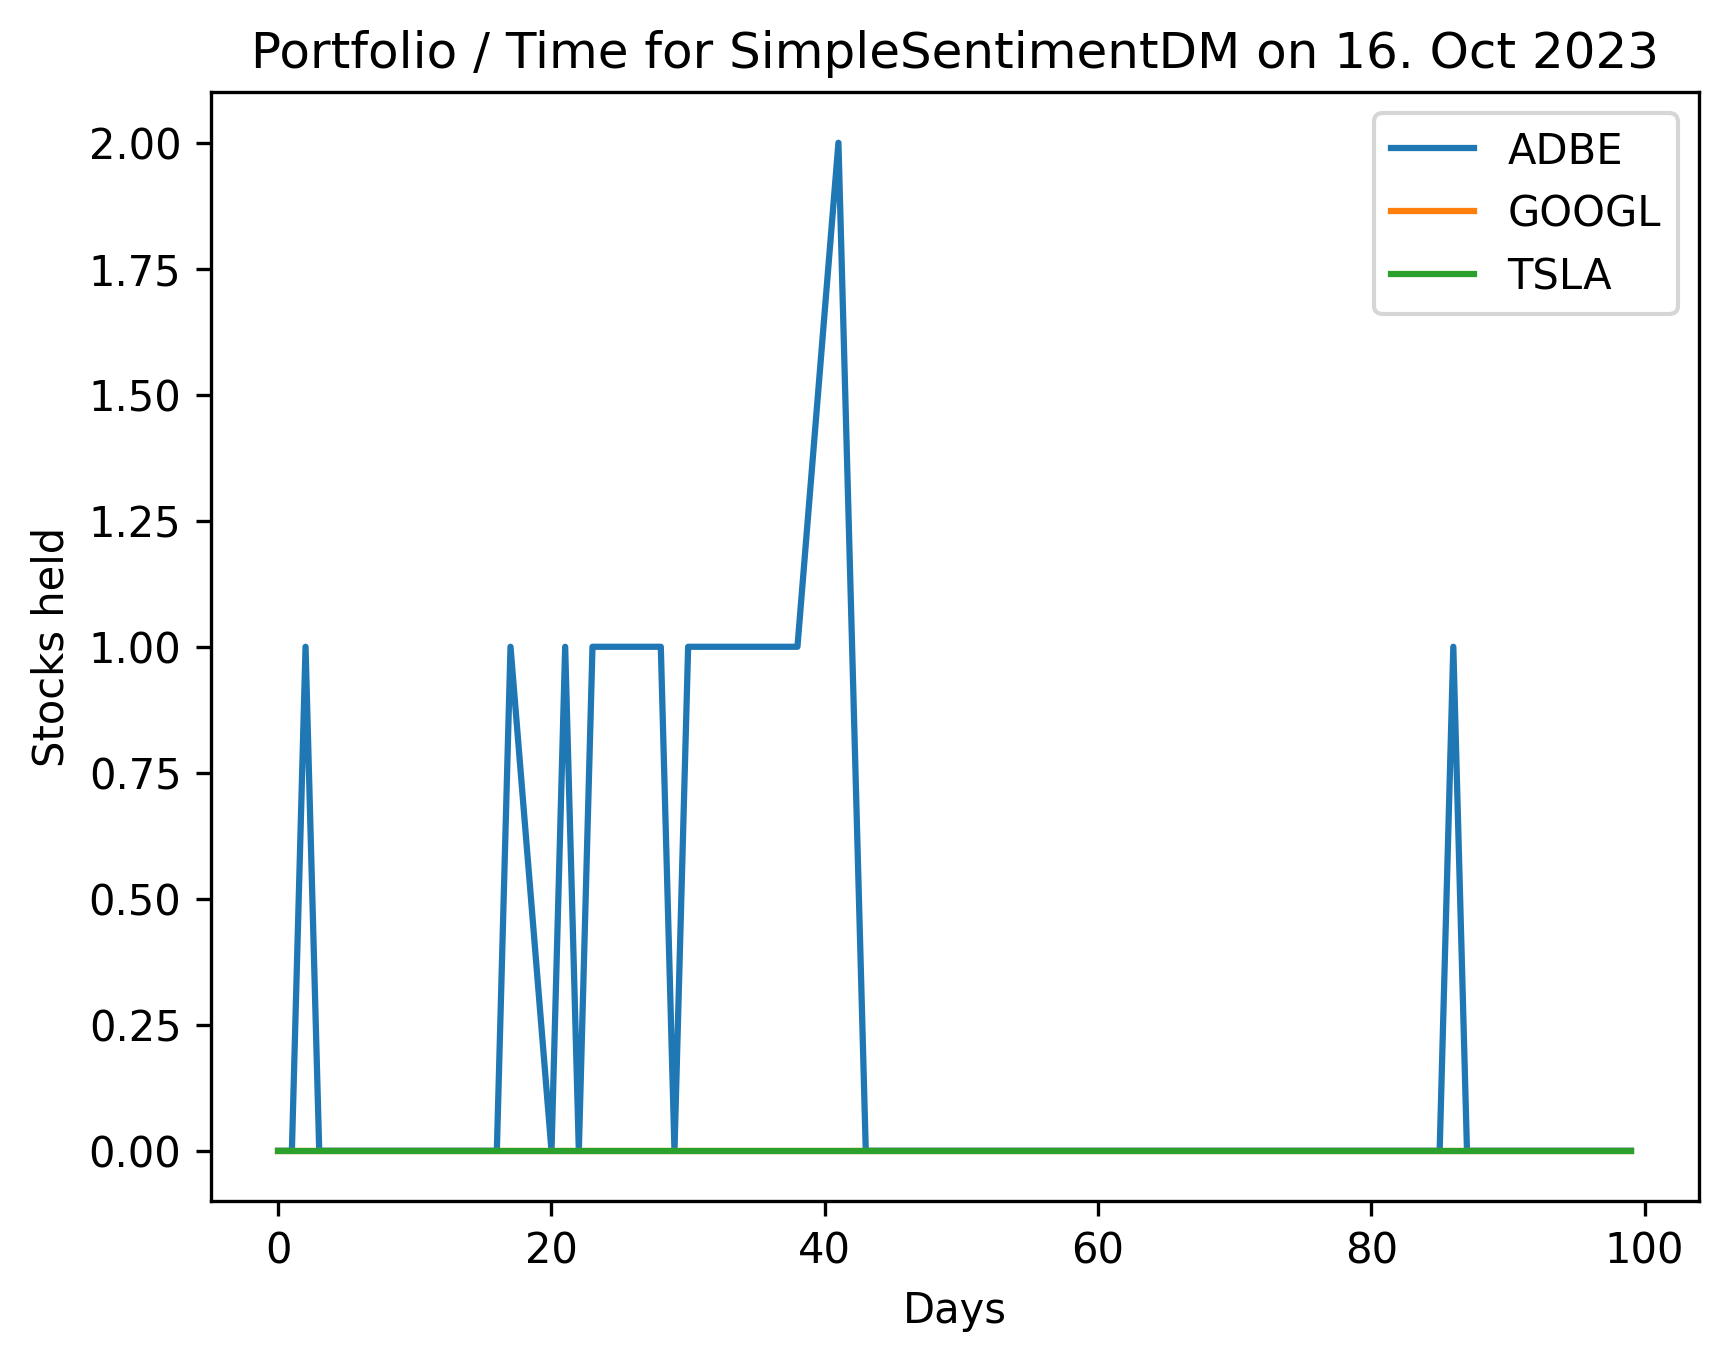 Portfolio / Time for SimpleSentimentDM on 16. Oct 2023
ADBE
GOOGL
TSLA
2.00
1.75
1.50
1.25
1.00
0.75
0.50
0.25
0.00
Stocks held
0 20 40 60 80 100
Days